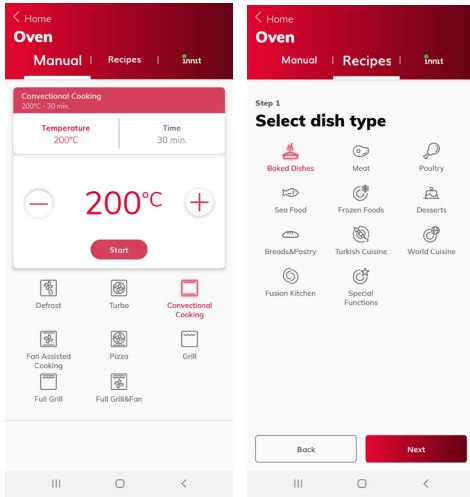 Home
Oven
Manual
Recipes
innit
Convectional Cooking
200°C - 30 min.
Temperature
200°C
Time
30 min.
200°C
Start
Defrost
Turbo
Convectional
Cooking
Fan Assisted
Cooking
Pizza
Grill
Full Grill
Full Grill&Fan
Home
Oven
Manual
Recipes
innit
Step 1
Select dish type
Baked Dishes
Meat
Poultry
Sea Food
Frozen Foods
Desserts
Breads&Pastry
Turkish Cuisine
World Cuisine
Fusion Kitchen
Special
Functions
Back
Next